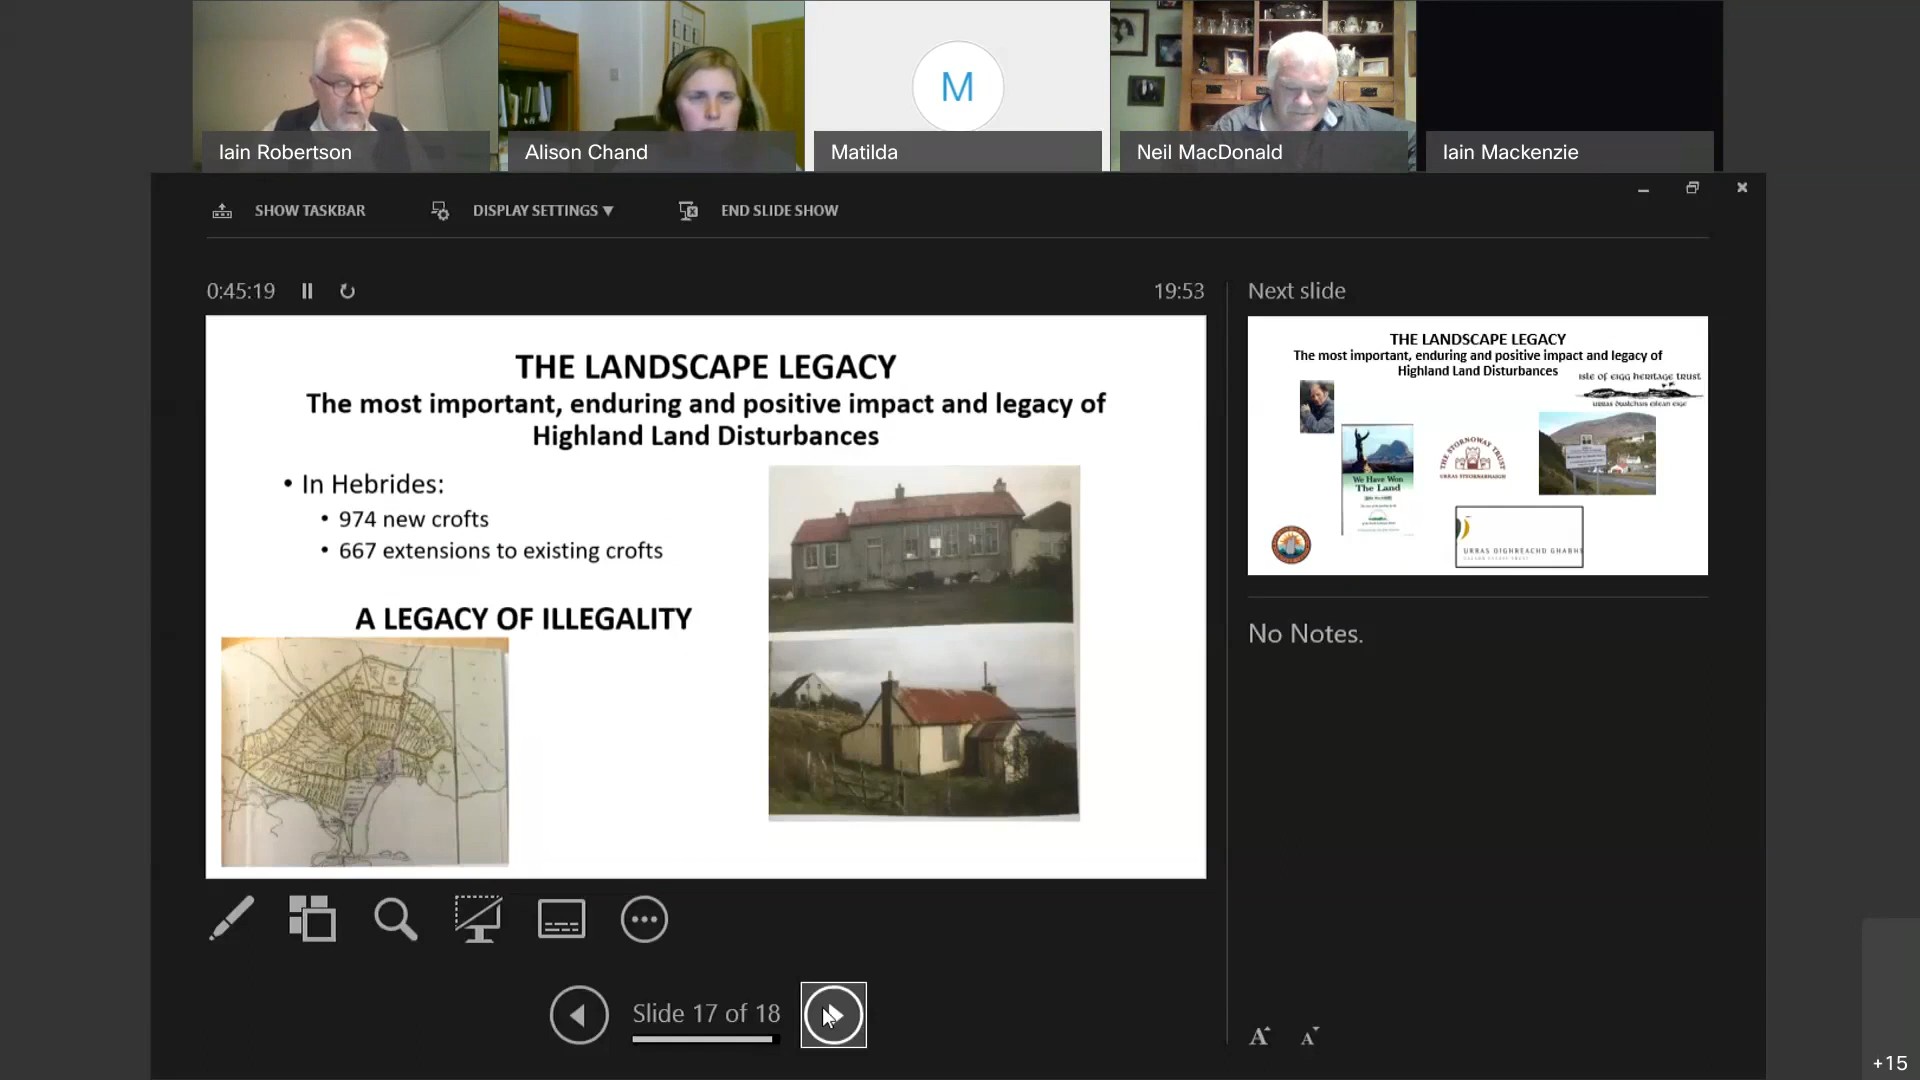 Iain Robertson
Alison Chand
M
Matilda
Neil MacDonald
Iain Mackenzie
SHOW TASKBAR
DISPLAY SETTINGS ▼
END SLIDE SHOW
0:45:19
19:53
THE LANDSCAPE LEGACY
The most important, enduring and positive impact and legacy of
Highland Land Disturbances
• In Hebrides:
• 974 new crofts
• 667 extensions to existing crofts
A LEGACY OF ILLEGALITY
Next slide
THE LANDSCAPE LEGACY
The most important, enduring and positive impact and legacy of
Highland Land Disturbances
ISLE OF EIGG HERITAGE TRUST
We Have Won
The Land
THE STORNOWAY TRUST
URRAS STEORNABHAIGH
URRAS OIGHREACHD GHABHS
No Notes.
Slide 17 of 18
A A
+15